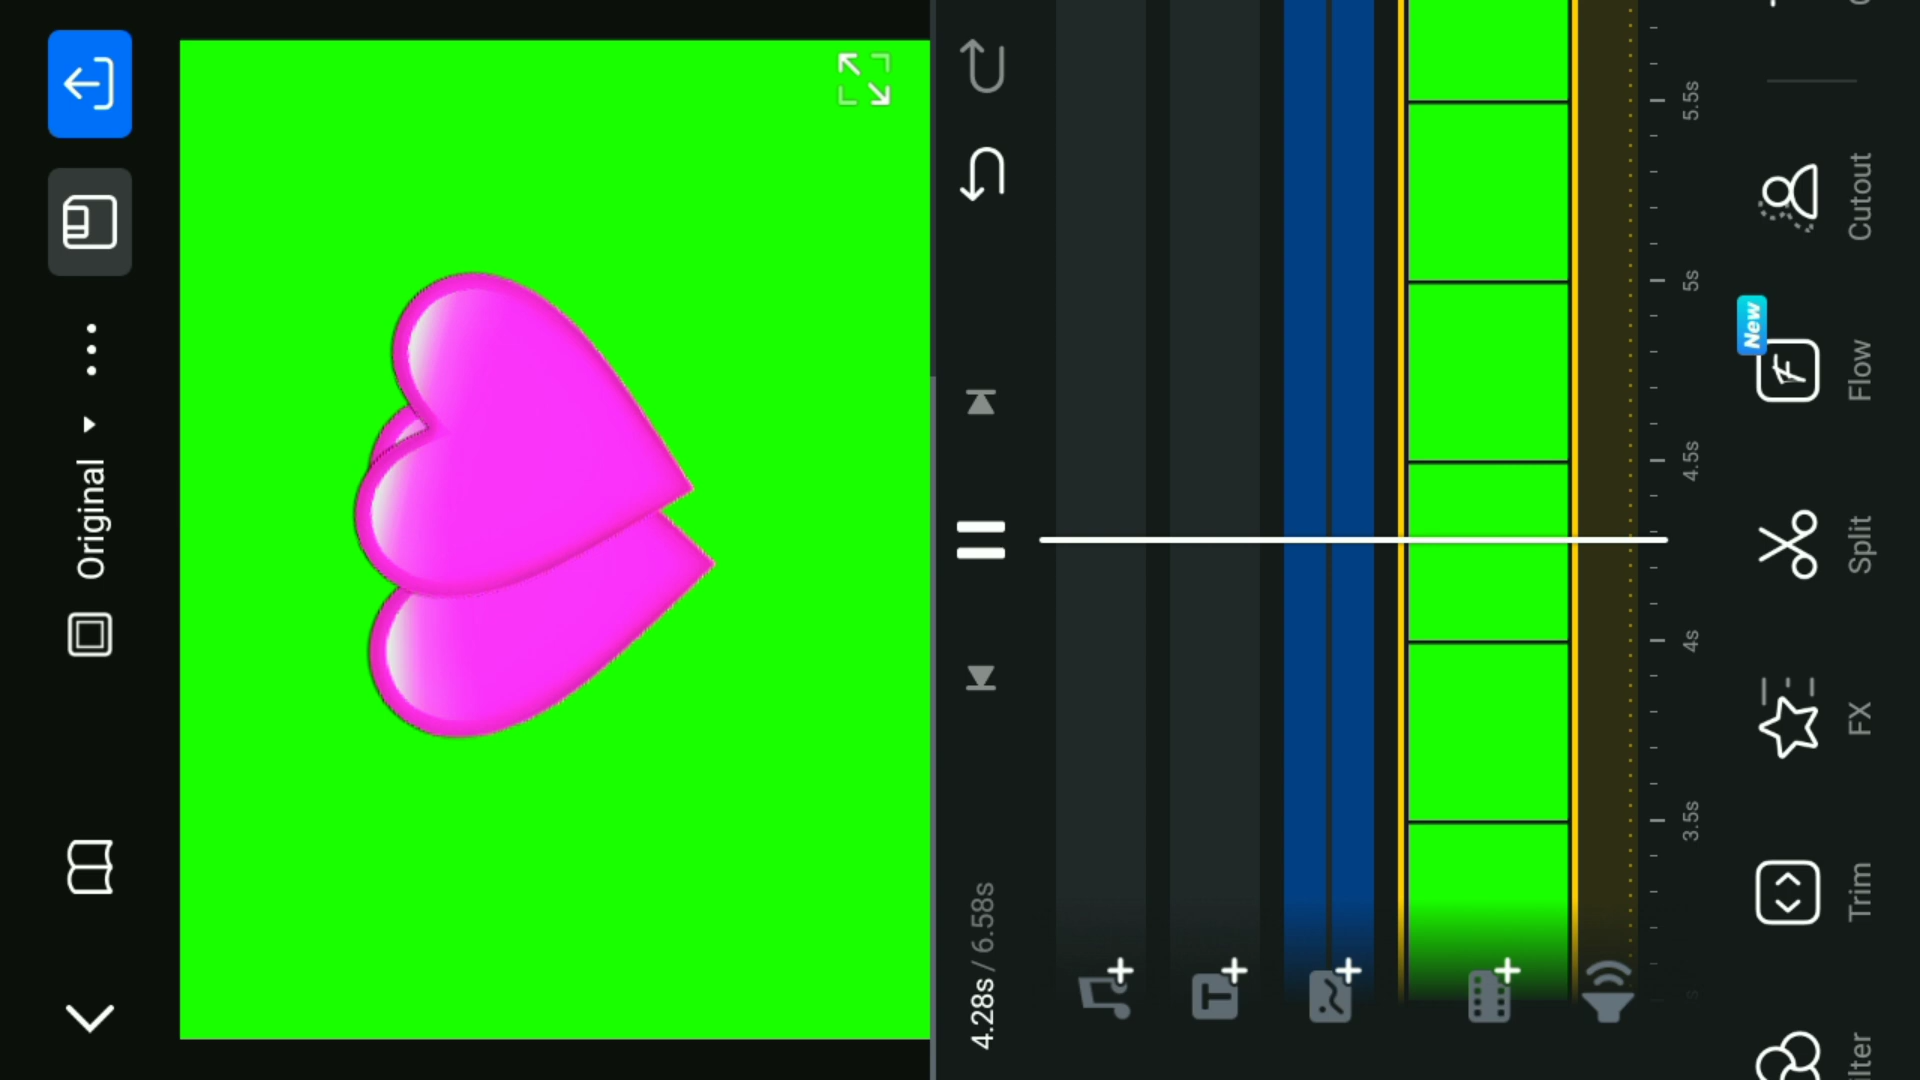 Original
4.28s / 6.58s
T
3.5s
4s
4.5s
5s
5.5s
s
ilter
Trim
FX
Split
New
Flow
Cutout